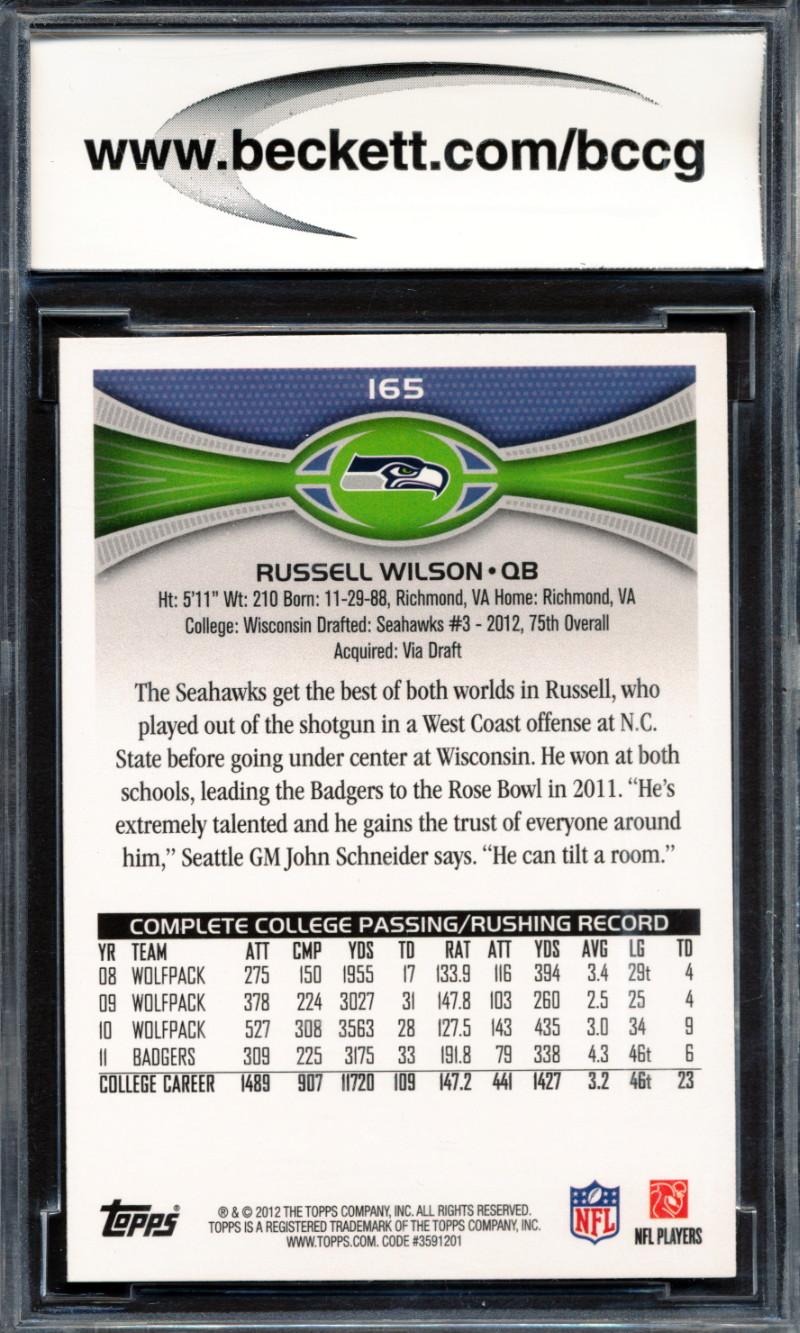 www.beckett.com/bccg
165
RUSSELL WILSON • QB
Ht: 5'11" Wt: 210 Born: 11-29-88, Richmond, VA Home: Richmond, VA
College: Wisconsin Drafted: Seahawks #3 - 2012, 75th Overall
Acquired: Via Draft
The Seahawks get the best of both worlds in Russell, who
played out of the shotgun in a West Coast offense at N.C.
State before going under center at Wisconsin. He won at both
schools, leading the Badgers to the Rose Bowl in 2011. “He’s
extremely talented and he gains the trust of everyone around
him,” Seattle GM John Schneider says. “He can tilt a room.”
COMPLETE COLLEGE PASSING/RUSHING RECORD
YR TEAM ATT CMP YDS TD RAT ATT YDS AVG LG TD
08 WOLFPACK 275 150 1955 17 133.9 116 394 3.4 29t 4
09 WOLFPACK 378 224 3027 31 147.8 103 260 2.5 25 4
10 WOLFPACK 527 308 3563 28 127.5 143 435 3.0 34 9
11 BADGERS 309 225 3175 33 191.8 79 338 4.3 46t 6
COLLEGE CAREER 1489 907 11720 109 147.2 441 1427 3.2 46t 23
topps®
® & © 2012 THE TOPPS COMPANY, INC. ALL RIGHTS RESERVED.
TOPPS IS A REGISTERED TRADEMARK OF THE TOPPS COMPANY, INC.
WWW.TOPPS.COM. CODE #3591201
NFL
NFL PLAYERS